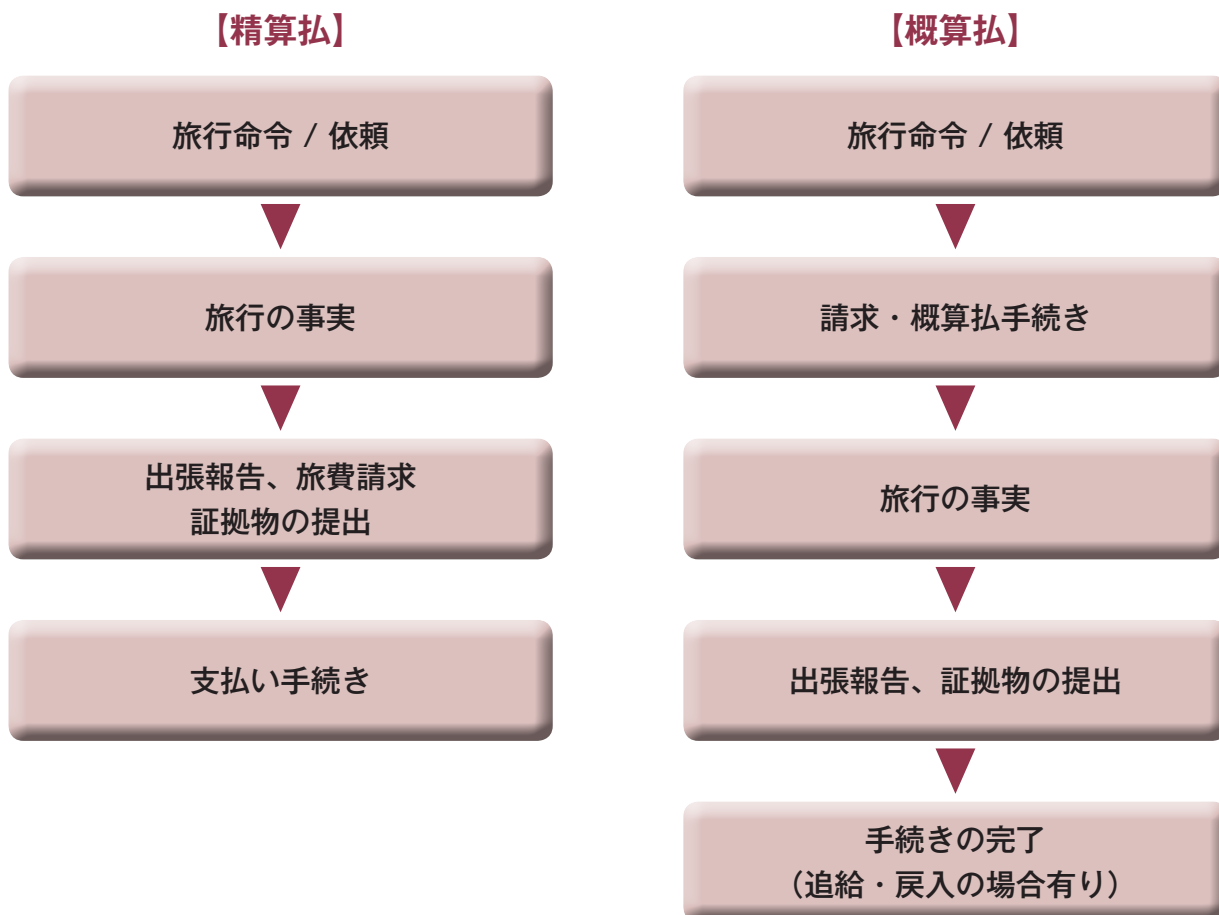 【精算払】
旅行命令 / 依頼
旅行の事実
出張報告、旅費請求
証拠物の提出
支払い手続き
【概算払】
旅行命令 / 依頼
請求・概算払手続き
旅行の事実
出張報告、証拠物の提出
手続きの完了
（追給・戻入の場合有り）